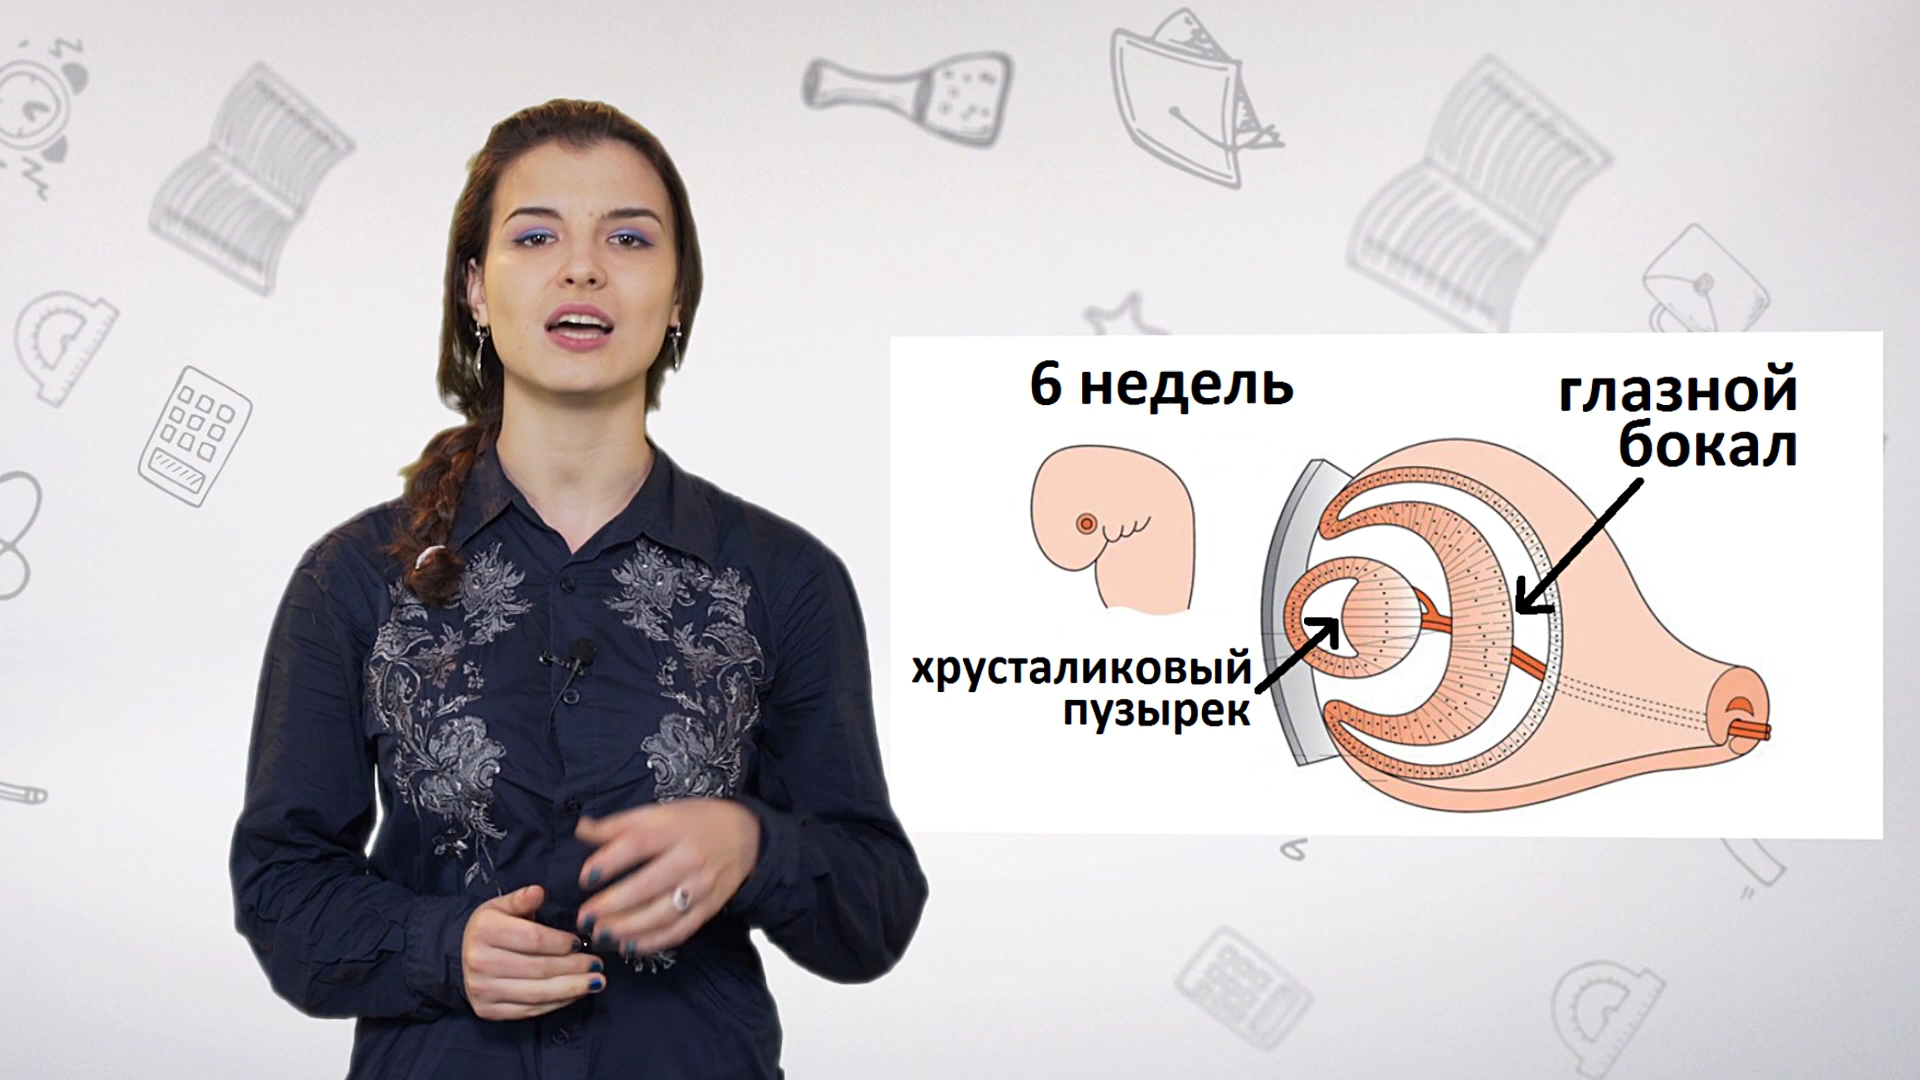 6 недель
глазной
бокал
хрусталиковый
пузырек